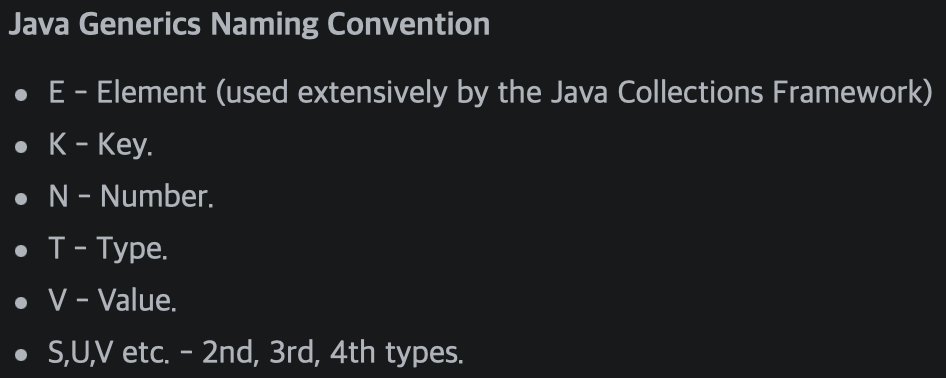 Java Generics Naming Convention
• E - Element (used extensively by the Java Collections Framework)
• K - Key.
• N - Number.
• T - Type.
• V - Value.
• S,U,V etc. - 2nd, 3rd, 4th types.